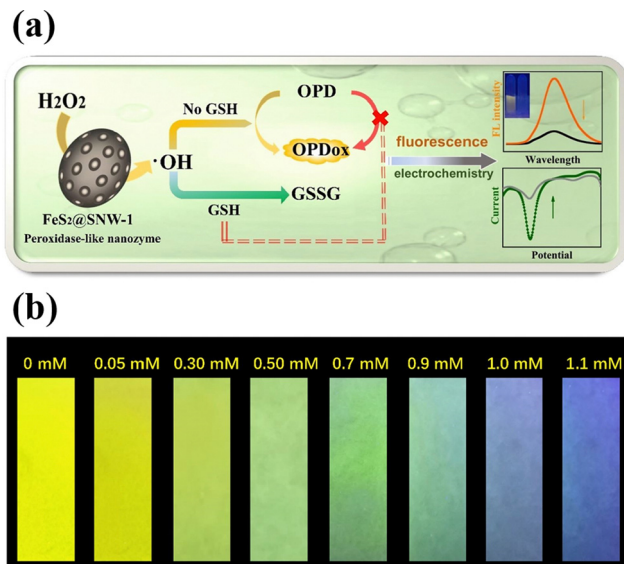 (a)
H2O2
No GSH
OPD
·OH
OPDox
GSSG
GSH
FeS2@SNW-1
Peroxidase-like nanozyme
fluorescence
electrochemistry
FL intensity
Wavelength
Current
Potential
(b)
0 mM 0.05 mM 0.30 mM 0.50 mM 0.7 mM 0.9 mM 1.0 mM 1.1 mM